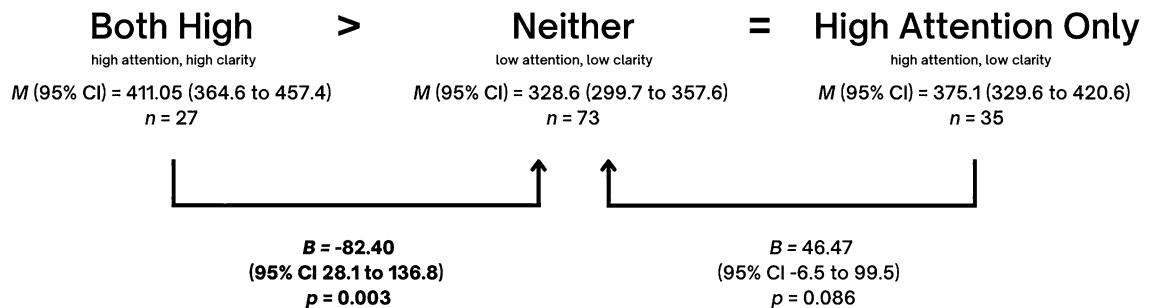 Both High > Neither = High Attention Only
high attention, high clarity low attention, low clarity high attention, low clarity
M (95% CI) = 411.05 (364.6 to 457.4) M (95% CI) = 328.6 (299.7 to 357.6) M (95% CI) = 375.1 (329.6 to 420.6)
n = 27 n = 73 n = 35
B = -82.40 B = 46.47
(95% CI 28.1 to 136.8) (95% CI -6.5 to 99.5)
p = 0.003 p = 0.086